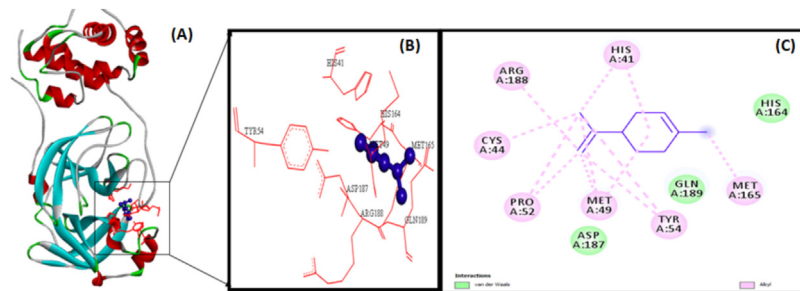 (A)
(B)
HIS41
TYR54
HIS164
MET165
ASP187
ARG188
GLN189
(C)
HIS
A:41
ARG
A:188
HIS
A:164
CYS
A:44
GLN
A:189
MET
A:165
PRO
A:52
MET
A:49
TYR
A:54
ASP
A:187
Interactions
van der Waals
Alkyl